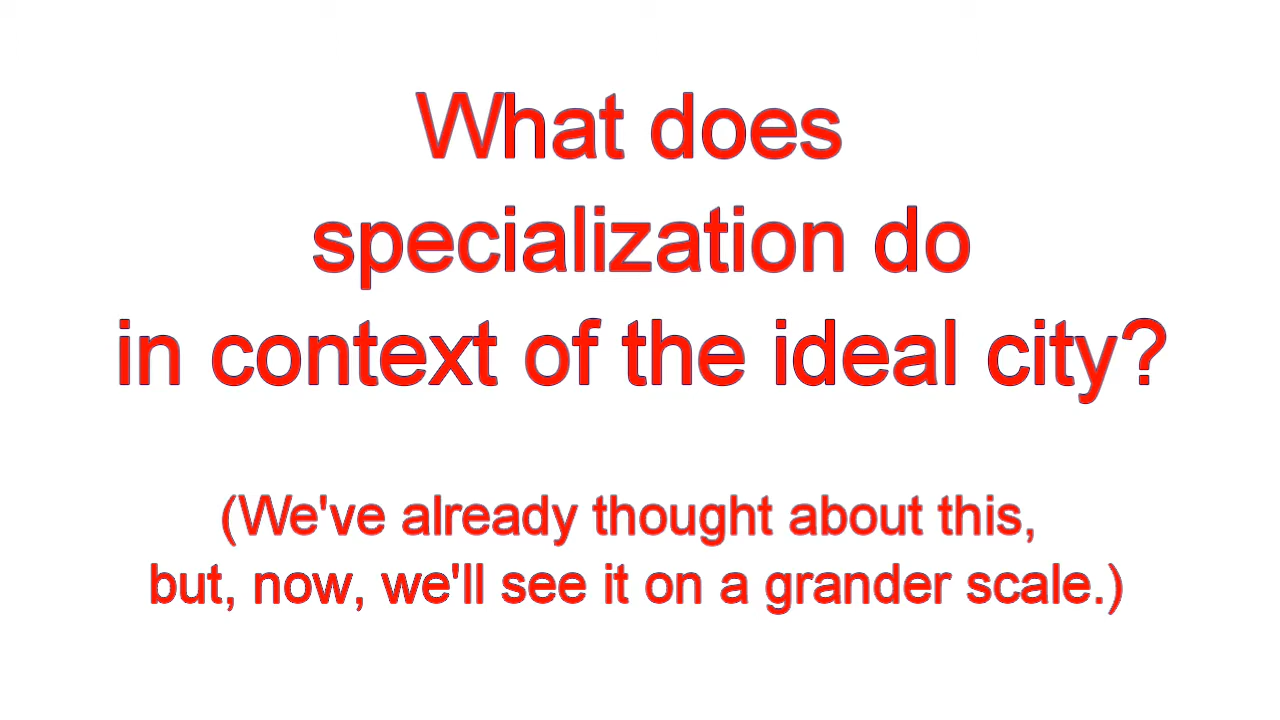 What does
specialization do
in context of the ideal city?
(We've already thought about this,
but, now, we'll see it on a grander scale.)